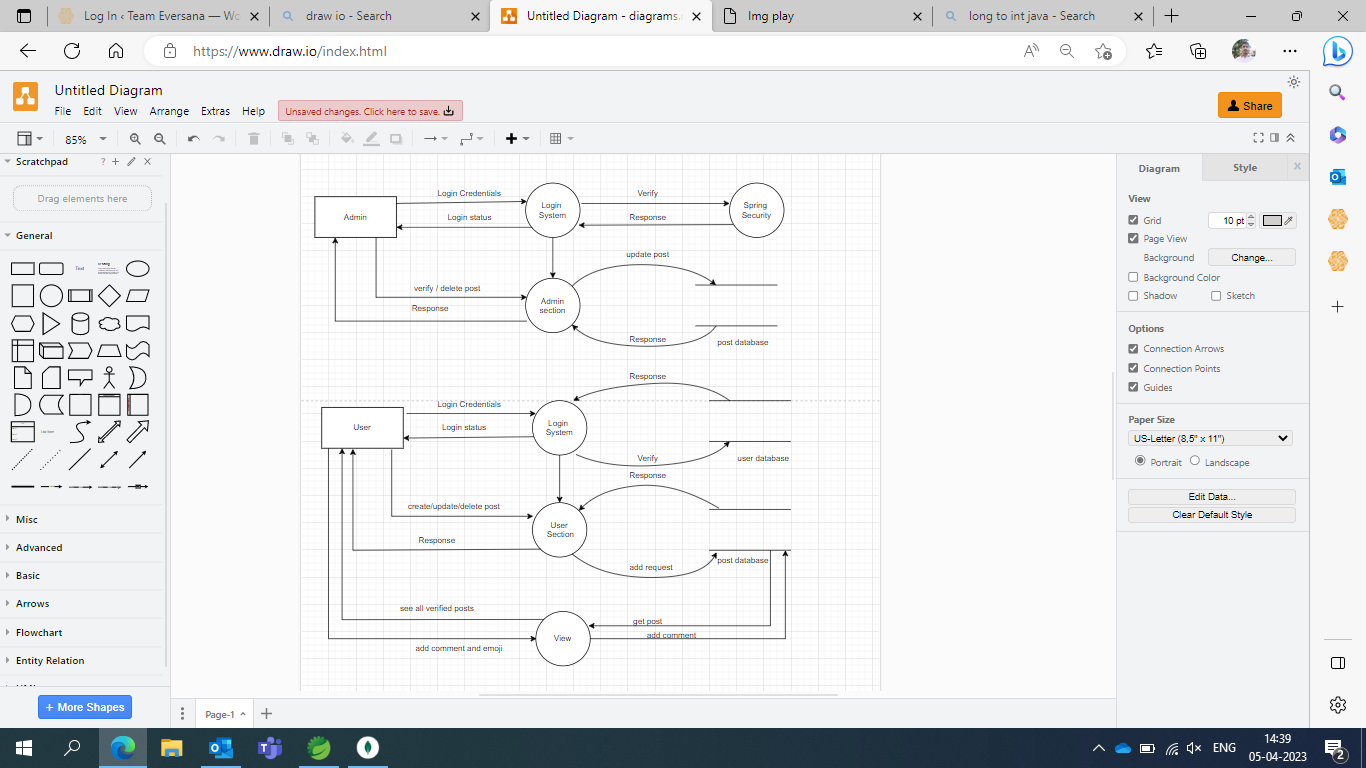 Log In ‹ Team Eversana — Wo
draw io - Search
Untitled Diagram - diagrams.
Img play
long to int java - Search
https://www.draw.io/index.html
Untitled Diagram
File Edit View Arrange Extras Help
Unsaved changes. Click here to save.
Share
85%
Scratchpad
?
Drag elements here
General
Text
Heading
List Item
Misc
Advanced
Basic
Arrows
Flowchart
Entity Relation
+ More Shapes
Admin
Login Credentials
Login status
Login
System
Verify
Response
Spring
Security
update post
verify / delete post
Response
Admin
section
Response
post database
Response
User
Login Credentials
Login status
Login
System
Verify
user database
Response
create/update/delete post
Response
User
Section
add request
post database
see all verified posts
get post
add comment
View
add comment and emoji
Page-1
Diagram
Style
View
Grid
10 pt
Page View
Background
Change...
Background Color
Shadow
Sketch
Options
Connection Arrows
Connection Points
Guides
Paper Size
US-Letter (8,5" x 11")
Portrait
Landscape
Edit Data...
Clear Default Style
ENG
14:39
05-04-2023
2